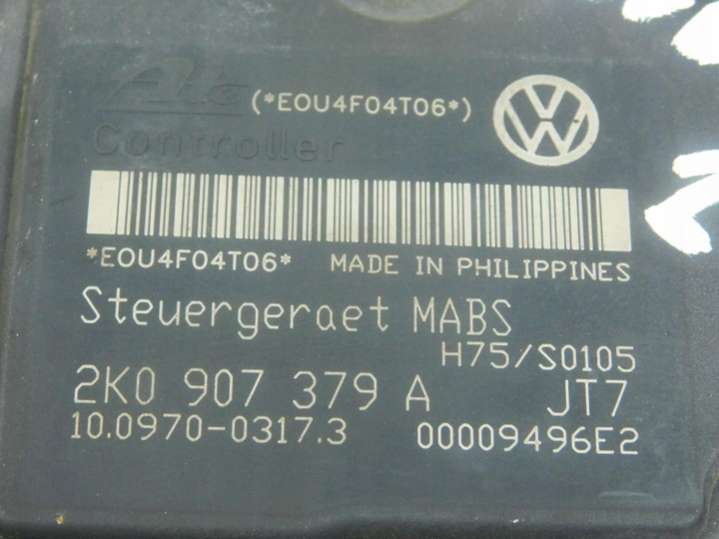 Ate (*EOU4F04T06*)
Controller
*EOU4F04T06* MADE IN PHILIPPINES
Steuergeraet MABS
H75/S0105
2K0 907 379 A JT7
10.0970-0317.3 00009496E2